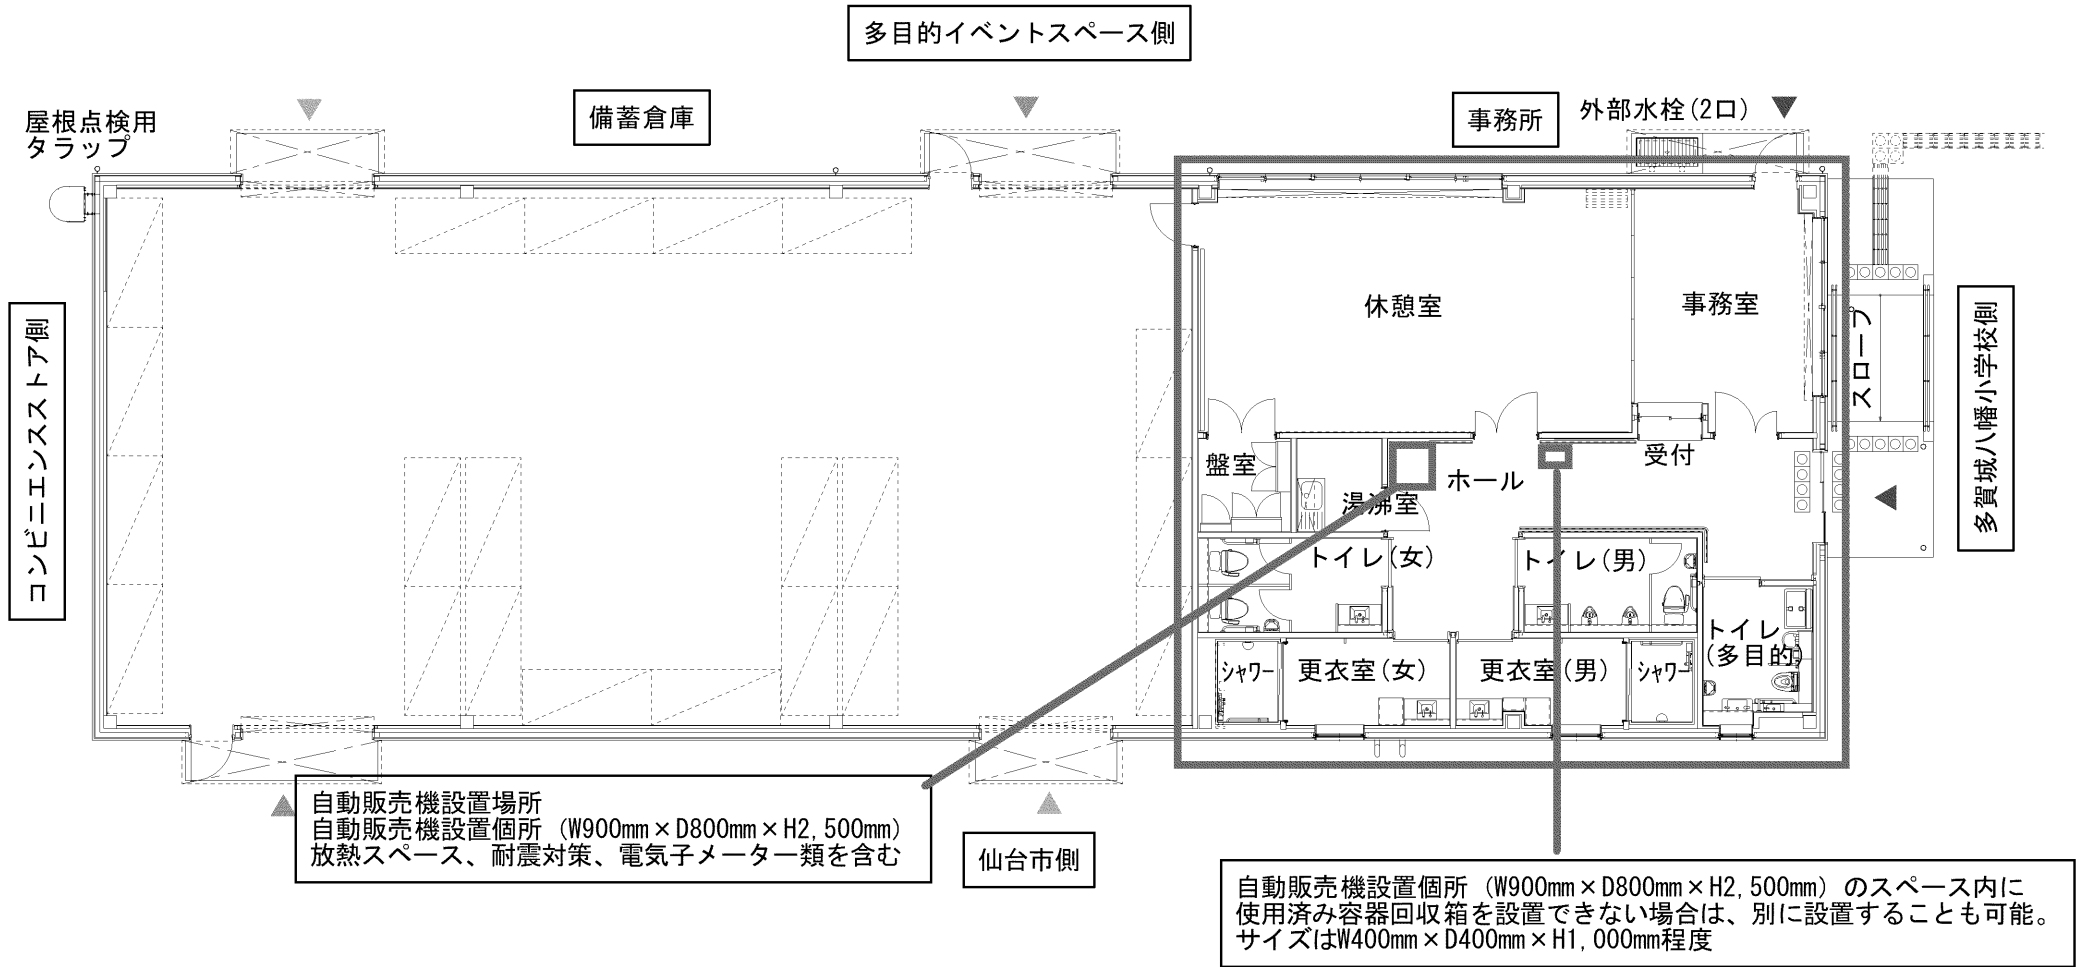 多目的イベントスペース側
備蓄倉庫
事務所
外部水栓(2口)
屋根点検用
タラップ
コンビニエンスストア側
休憩室
事務室
スロープ
多賀城八幡小学校側
盤室
湯沸室
ホール
受付
トイレ(女)
トイレ(男)
トイレ
(多目的)
シャワー
更衣室(女)
更衣室(男)
シャワー
自動販売機設置場所
自動販売機設置個所 (W900mm×D800mm×H2,500mm)
放熱スペース、耐震対策、電気子メーター類を含む
仙台市側
自動販売機設置個所 (W900mm×D800mm×H2,500mm) のスペース内に
使用済み容器回収箱を設置できない場合は、別に設置することも可能。
サイズはW400mm×D400mm×H1,000mm程度